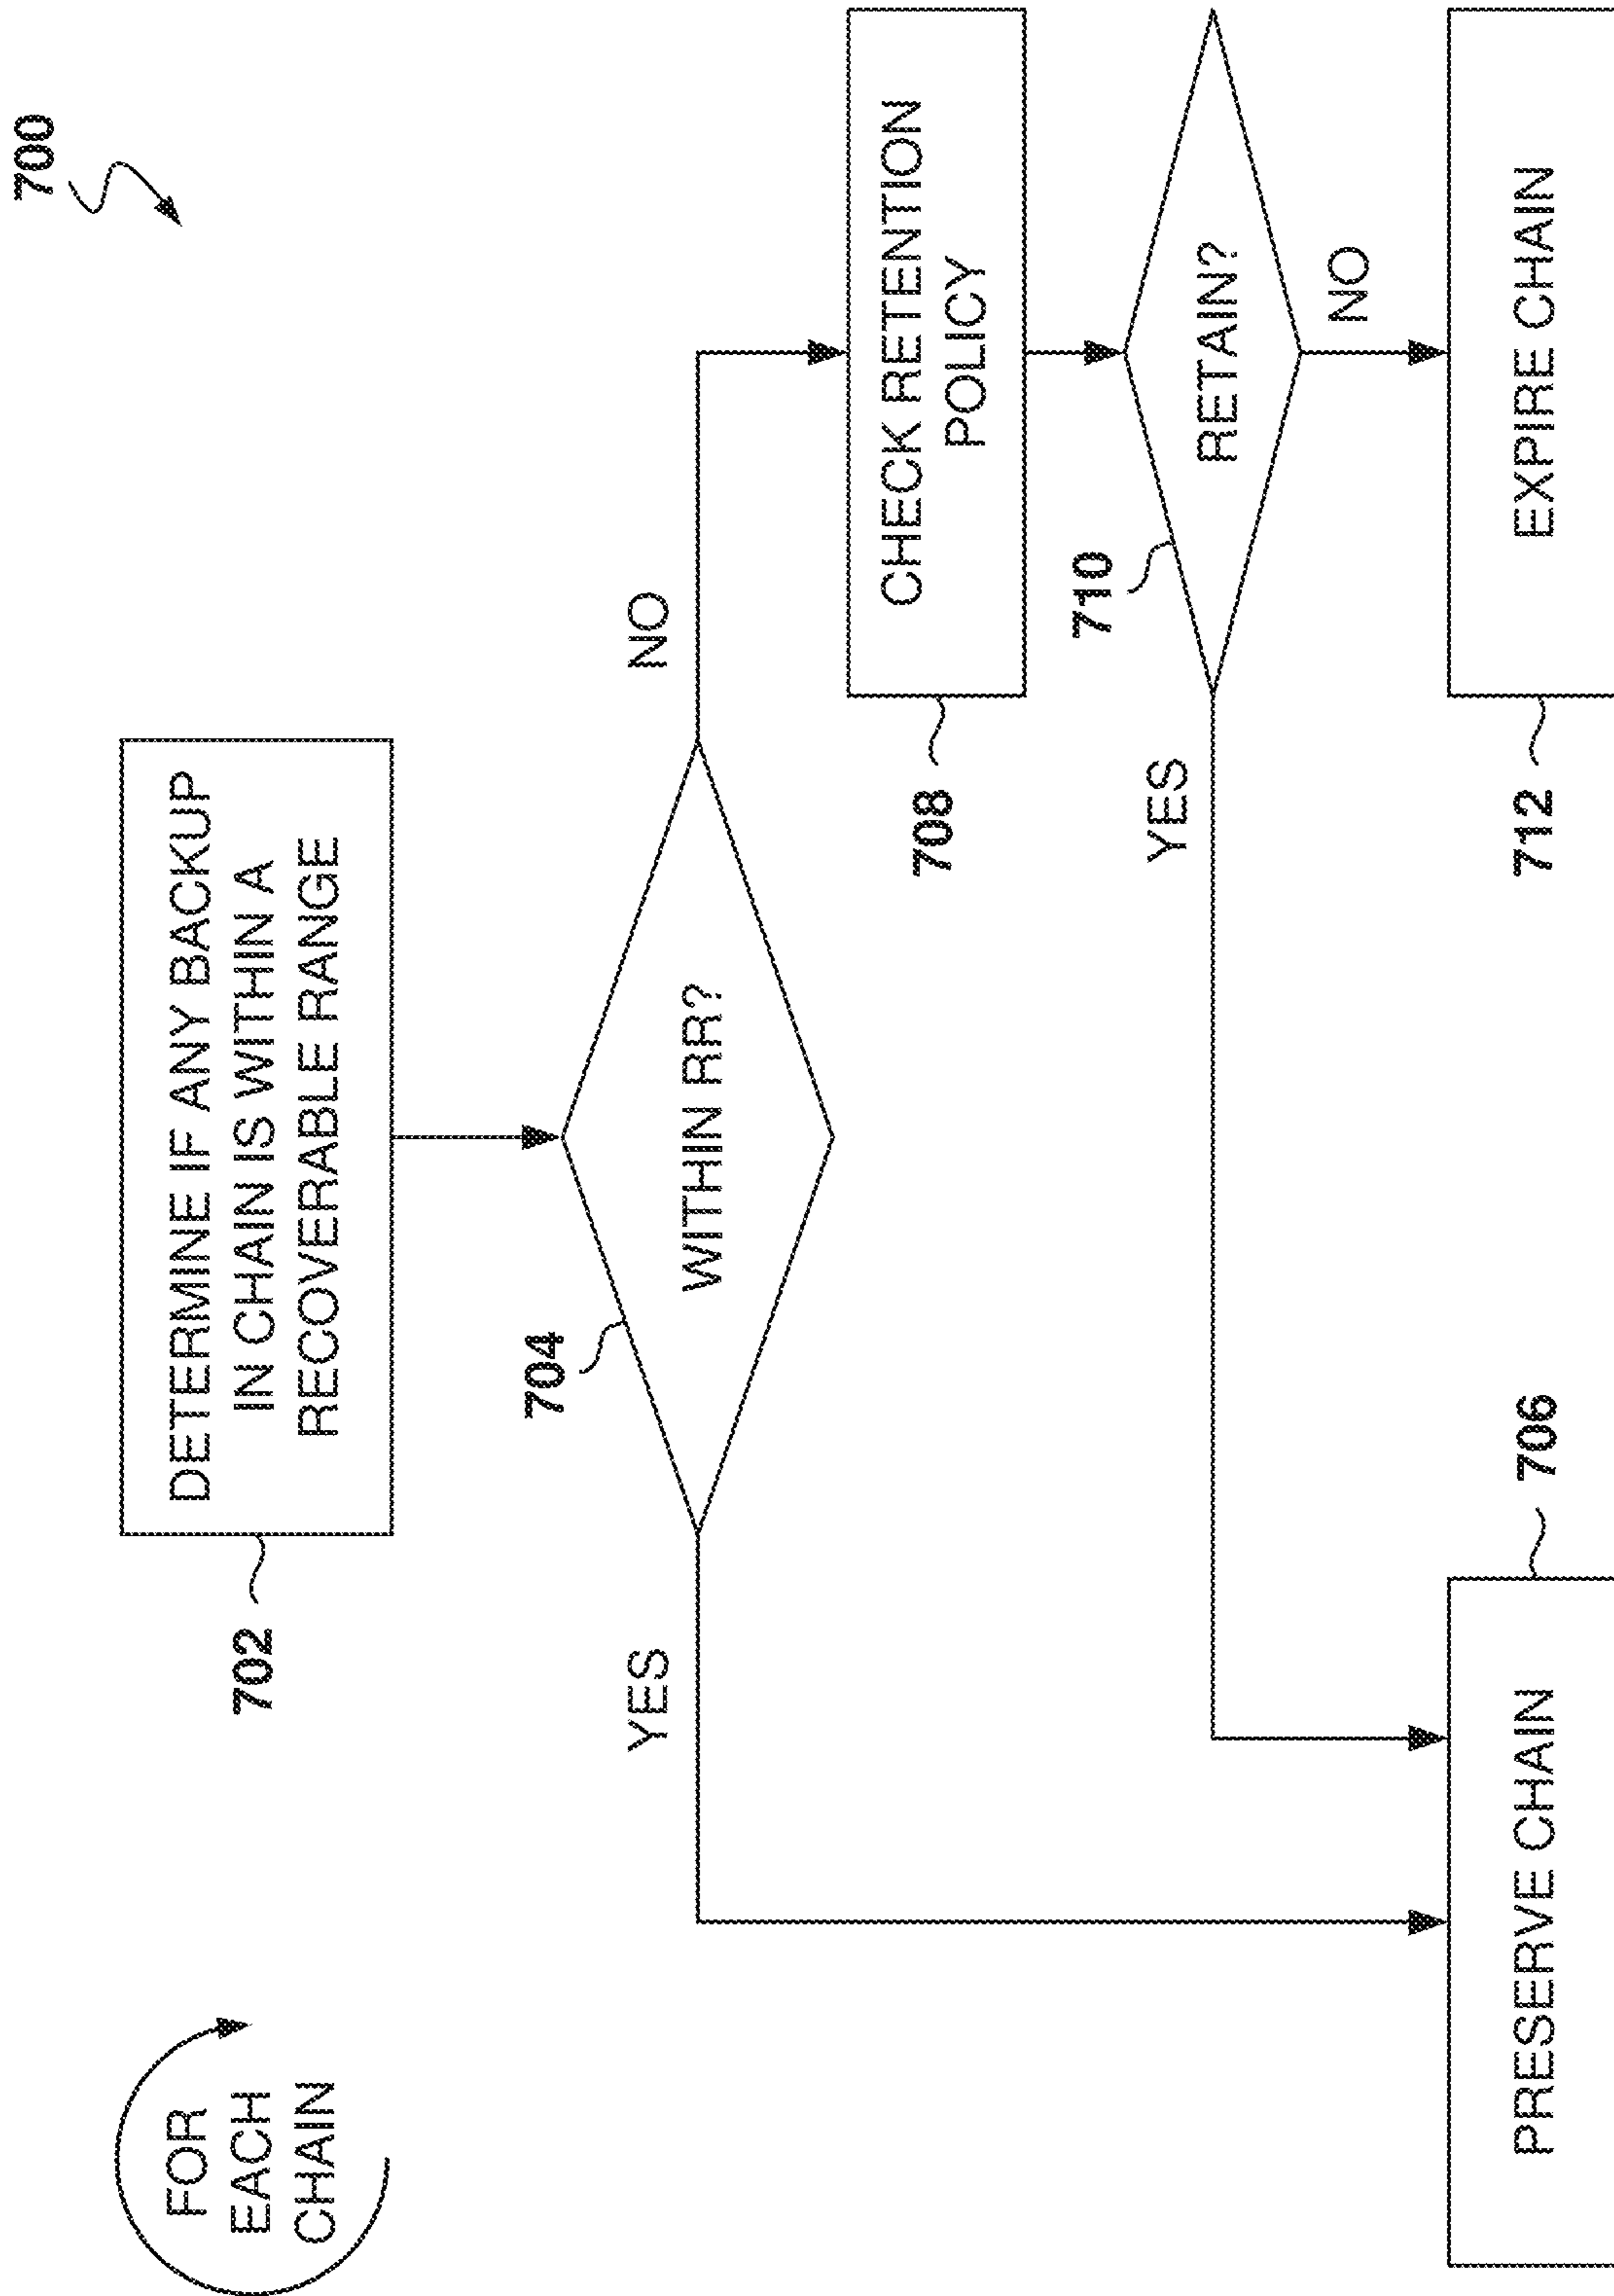 700
FOR
EACH
CHAIN
702
DETERMINE IF ANY BACKUP
IN CHAIN IS WITHIN A
RECOVERABLE RANGE
704
WITHIN RR?
YES
NO
708
CHECK RETENTION
POLICY
710
RETAIN?
YES
NO
PRESERVE CHAIN
706
712
EXPIRE CHAIN